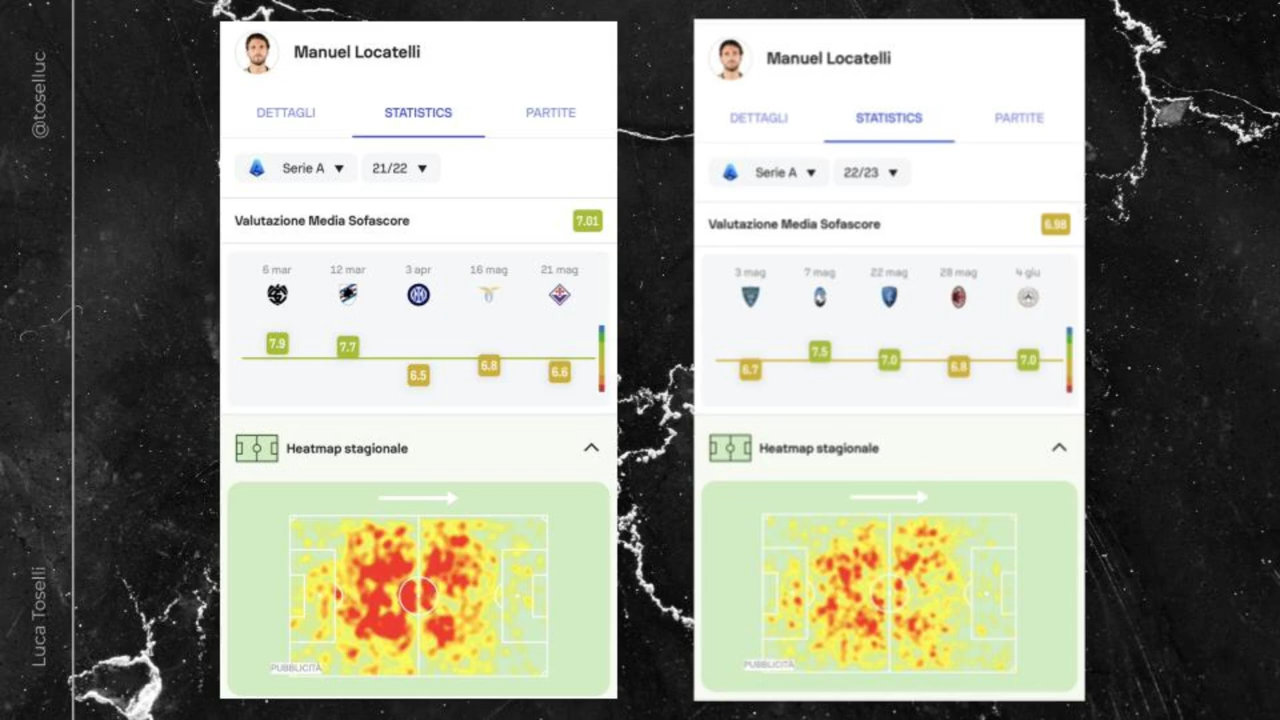 @toselluc
Luca Toselli
Manuel Locatelli
DETTAGLI STATISTICS PARTITE
Serie A ▼ 21/22 ▼
Valutazione Media Sofascore 7.01
6 mar 12 mar 3 apr 16 mag 21 mag
7.9 7.7 6.5 6.8 6.6
Heatmap stagionale
PUBBLICITÀ
Manuel Locatelli
DETTAGLI STATISTICS PARTITE
Serie A ▼ 22/23 ▼
Valutazione Media Sofascore 6.98
3 mag 7 mag 22 mag 28 mag 4 giu
6.7 7.5 7.0 6.8 7.0
Heatmap stagionale
PUBBLICITÀ